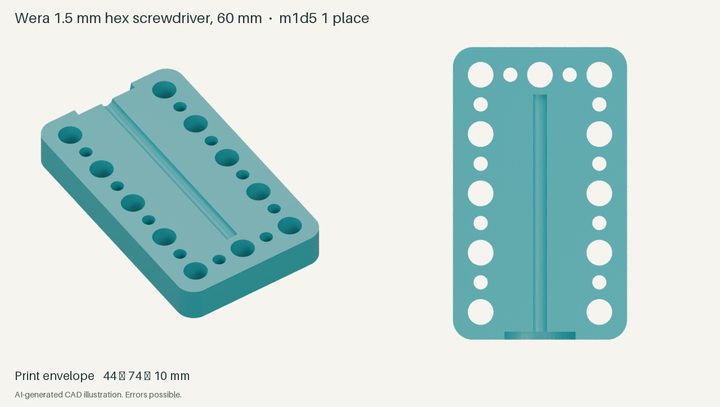 Wera 1.5 mm hex screwdriver, 60 mm · m1d5 1 place
Print envelope 44 ▯ 74 ▯ 10 mm
AI-generated CAD illustration. Errors possible.